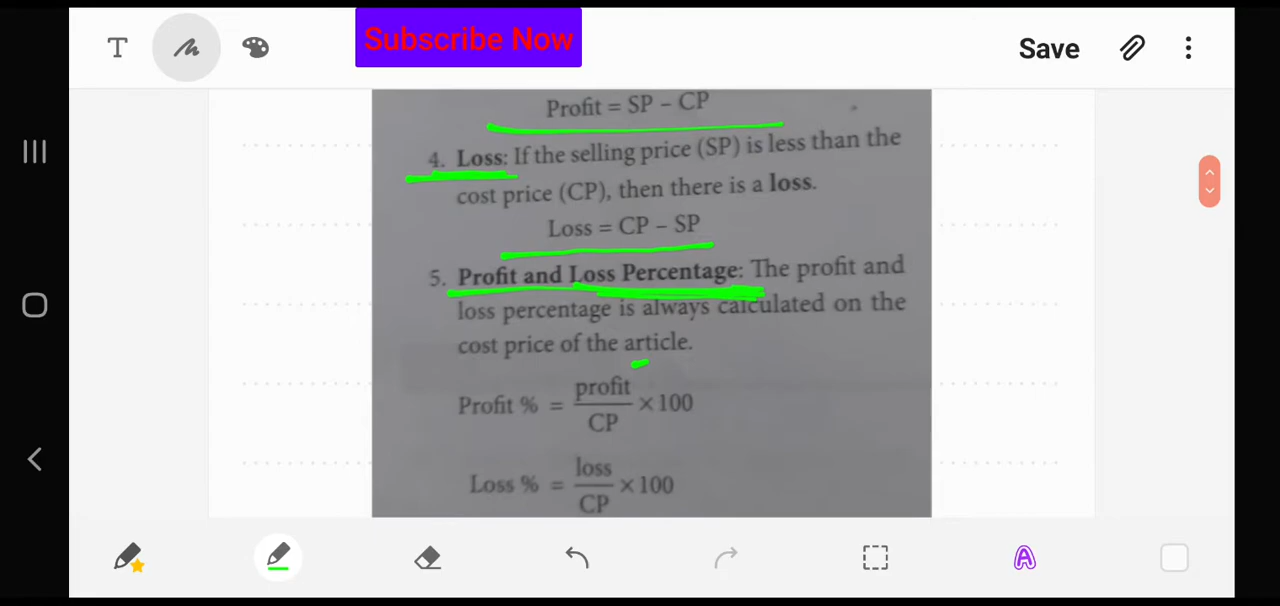 T
Subscribe Now
Save
Profit = SP - CP
4. Loss: If the selling price (SP) is less than the
cost price (CP), then there is a loss.
Loss = CP - SP
5. Profit and Loss Percentage: The profit and
loss percentage is always calculated on the
cost price of the article.
Profit % = profit/CP × 100
Loss % = loss/CP × 100
A